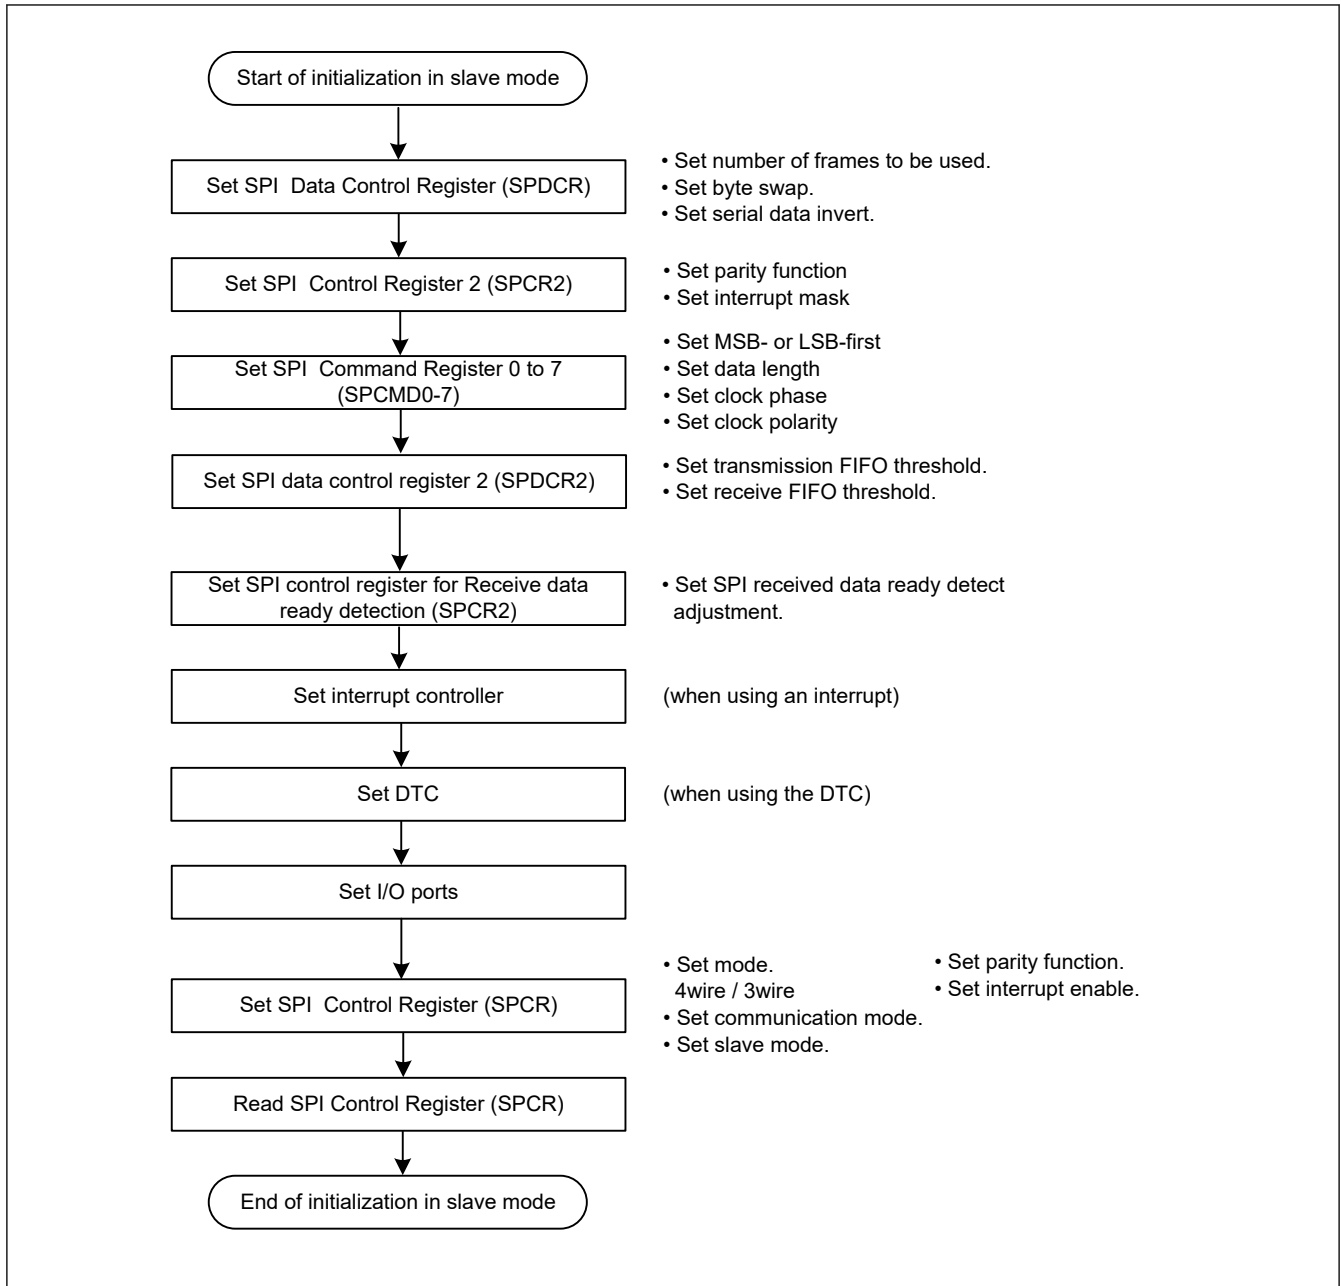 Start of initialization in slave mode
Set SPI Data Control Register (SPDCR)
• Set number of frames to be used.
• Set byte swap.
• Set serial data invert.
Set SPI Control Register 2 (SPCR2)
• Set parity function
• Set interrupt mask
Set SPI Command Register 0 to 7
(SPCMD0-7)
• Set MSB- or LSB-first
• Set data length
• Set clock phase
• Set clock polarity
Set SPI data control register 2 (SPDCR2)
• Set transmission FIFO threshold.
• Set receive FIFO threshold.
Set SPI control register for Receive data
ready detection (SPCR2)
• Set SPI received data ready detect
adjustment.
Set interrupt controller
(when using an interrupt)
Set DTC
(when using the DTC)
Set I/O ports
Set SPI Control Register (SPCR)
• Set mode.
4wire / 3wire
• Set communication mode.
• Set slave mode.
• Set parity function.
• Set interrupt enable.
Read SPI Control Register (SPCR)
End of initialization in slave mode